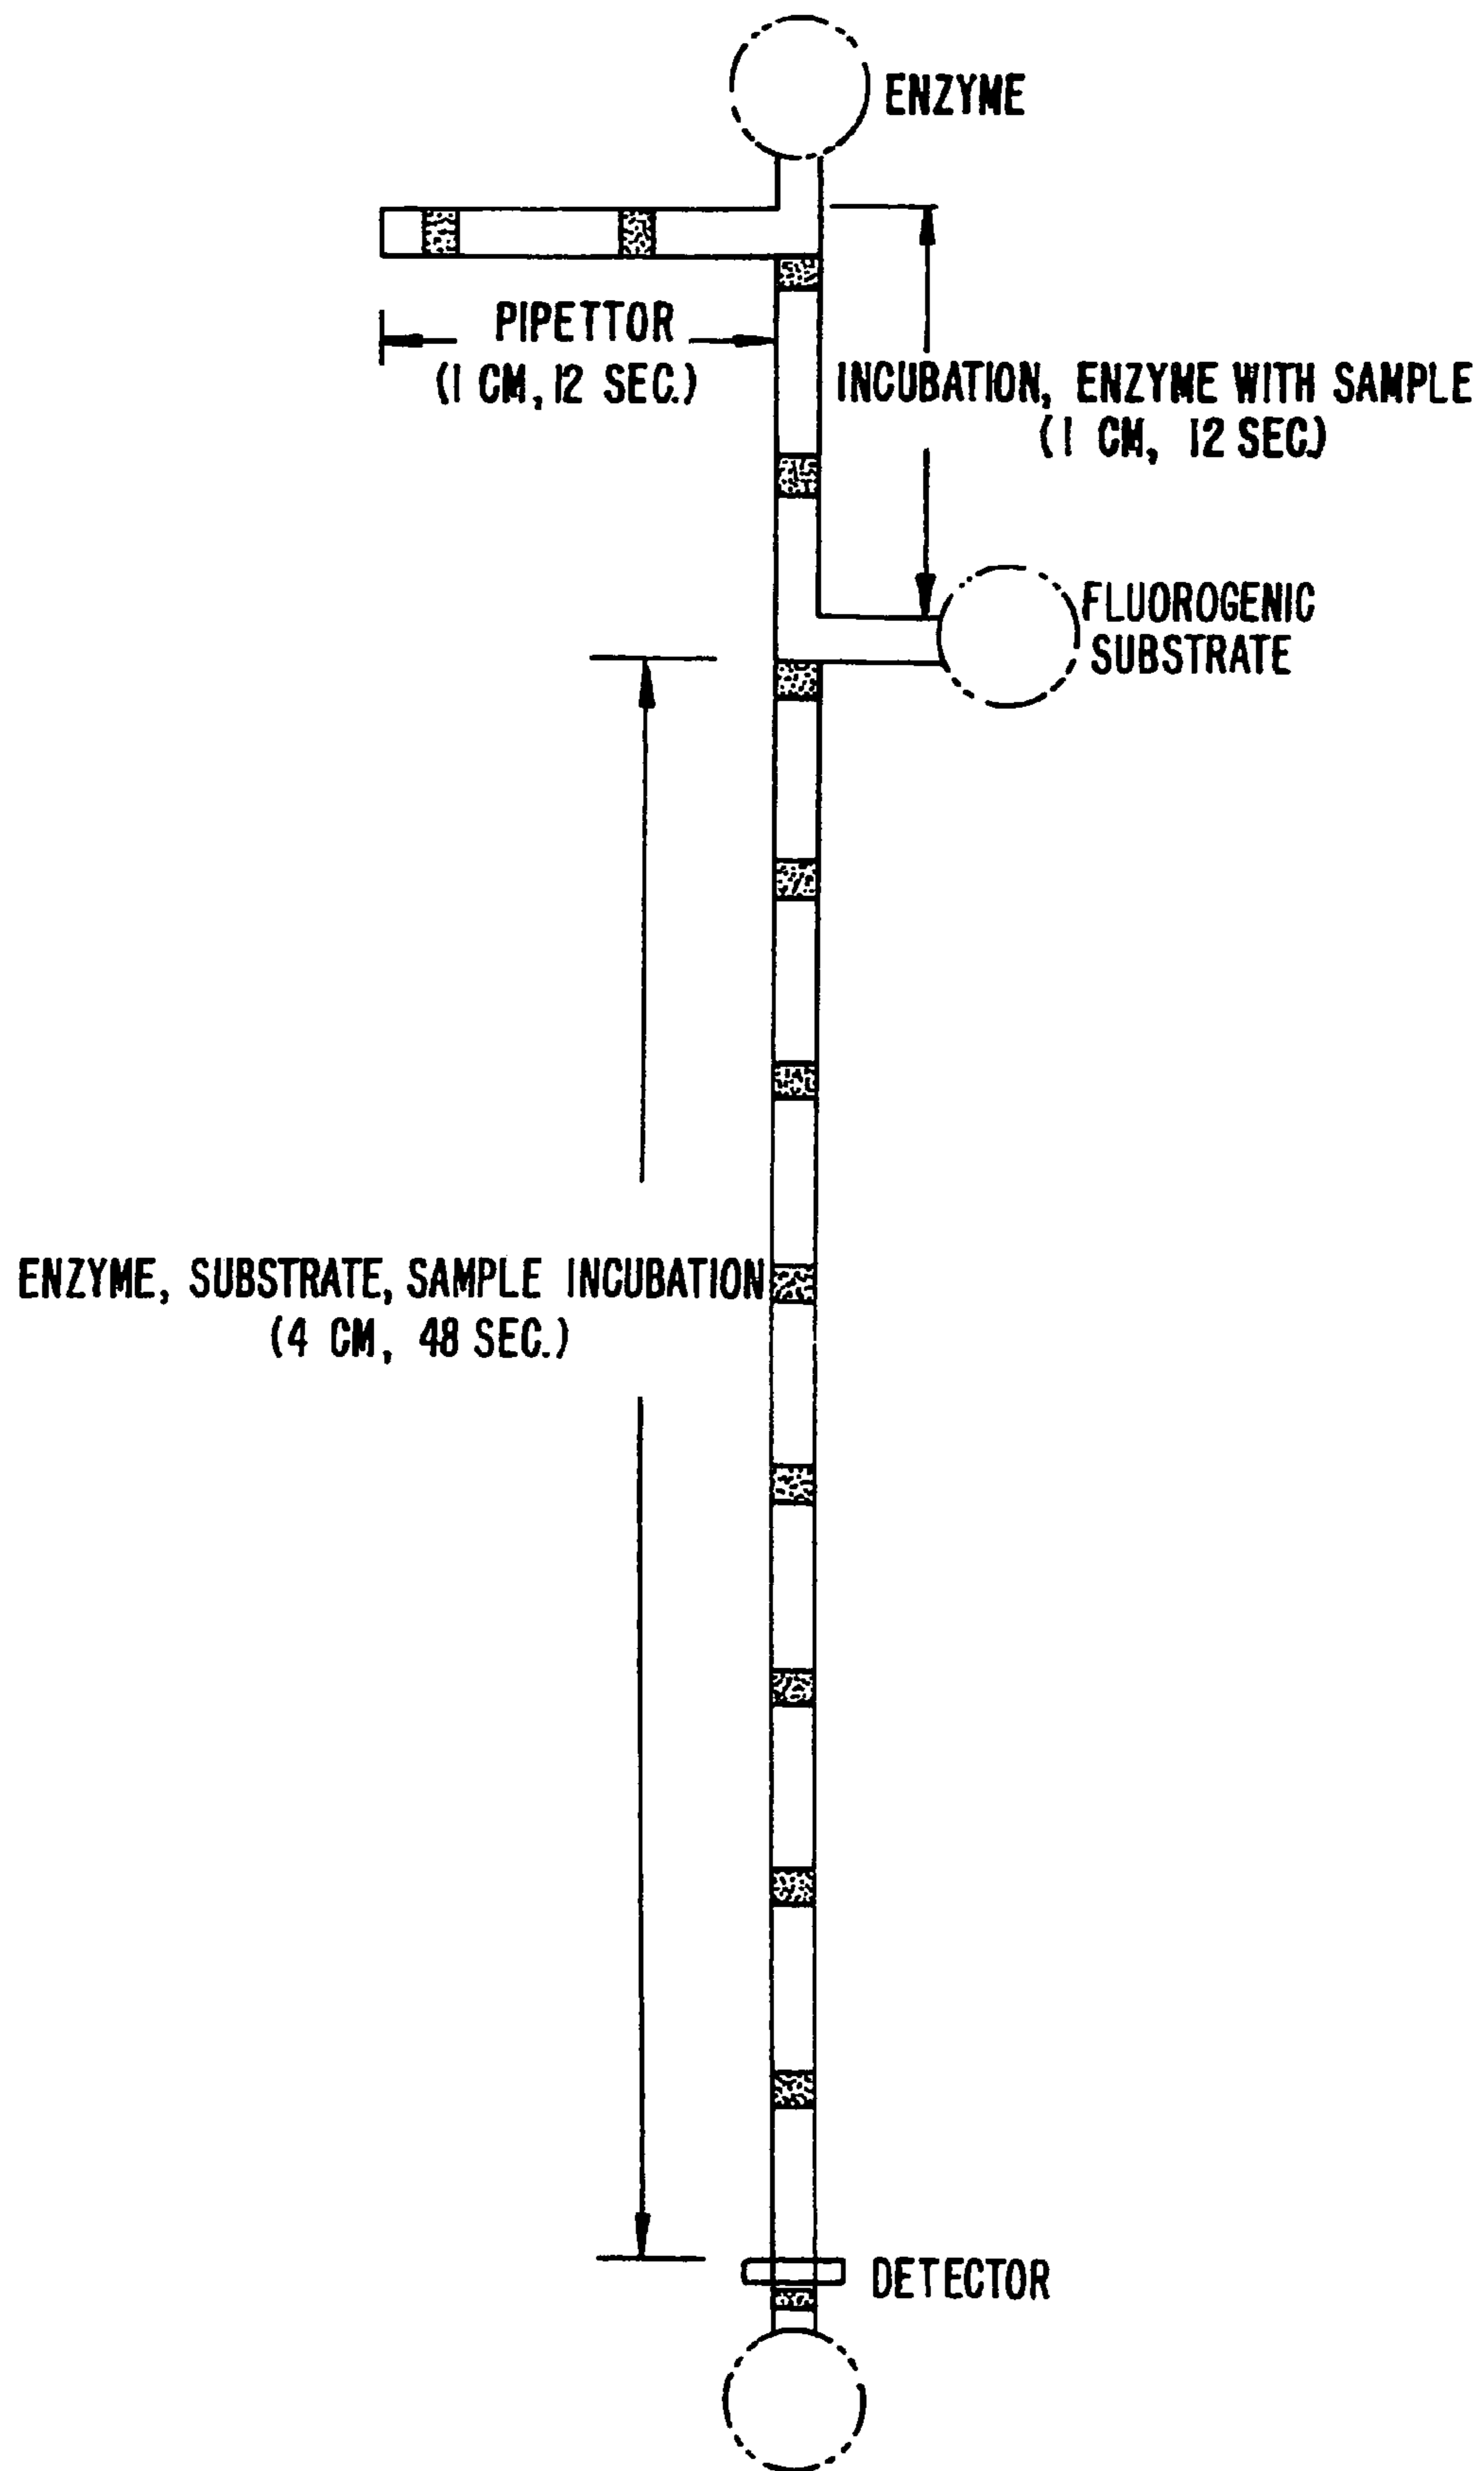 ENZYME
PIPETTOR
(1 CM, 12 SEC.)
INCUBATION, ENZYME WITH SAMPLE
(1 CM, 12 SEC.)
FLUOROGENIC
SUBSTRATE
ENZYME, SUBSTRATE, SAMPLE INCUBATION
(4 CM, 48 SEC.)
DETECTOR